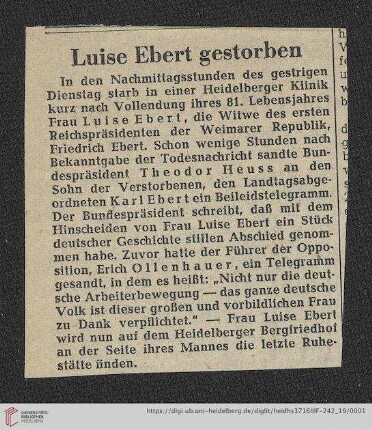 Luise Ebert gestorben
In den Nachmittagsstunden des gestrigen
Dienstag starb in einer Heidelberger Klinik
kurz nach Vollendung ihres 81. Lebensjahres
Frau Luise Ebert, die Witwe des ersten
Reichspräsidenten der Weimarer Republik,
Friedrich Ebert. Schon wenige Stunden nach
Bekanntgabe der Todesnachricht sandte Bun-
despräsident Theodor Heuss an den
Sohn der Verstorbenen, den Landtagsabge-
ordneten Karl Ebert ein Beileidstelegramm.
Der Bundespräsident schreibt, daß mit dem
Hinscheiden von Frau Luise Ebert ein Stück
deutscher Geschichte stillen Abschied genom-
men habe. Zuvor hatte der Führer der Oppo-
sition, Erich Ollenhauer, ein Telegramm
gesandt, in dem es heißt: „Nicht nur die deut-
sche Arbeiterbewegung — das ganze deutsche
Volk ist dieser großen und vorbildlichen Frau
zu Dank verpflichtet.“ — Frau Luise Ebert
wird nun auf dem Heidelberger Bergfriedhof
an der Seite ihres Mannes die letzte Ruhe-
stätte finden.
UNIVERSITÄTS-
BIBLIOTHEK
HEIDELBERG
https://digi.ub.uni-heidelberg.de/diglit/heidhs3716IIIF-242_19/0001